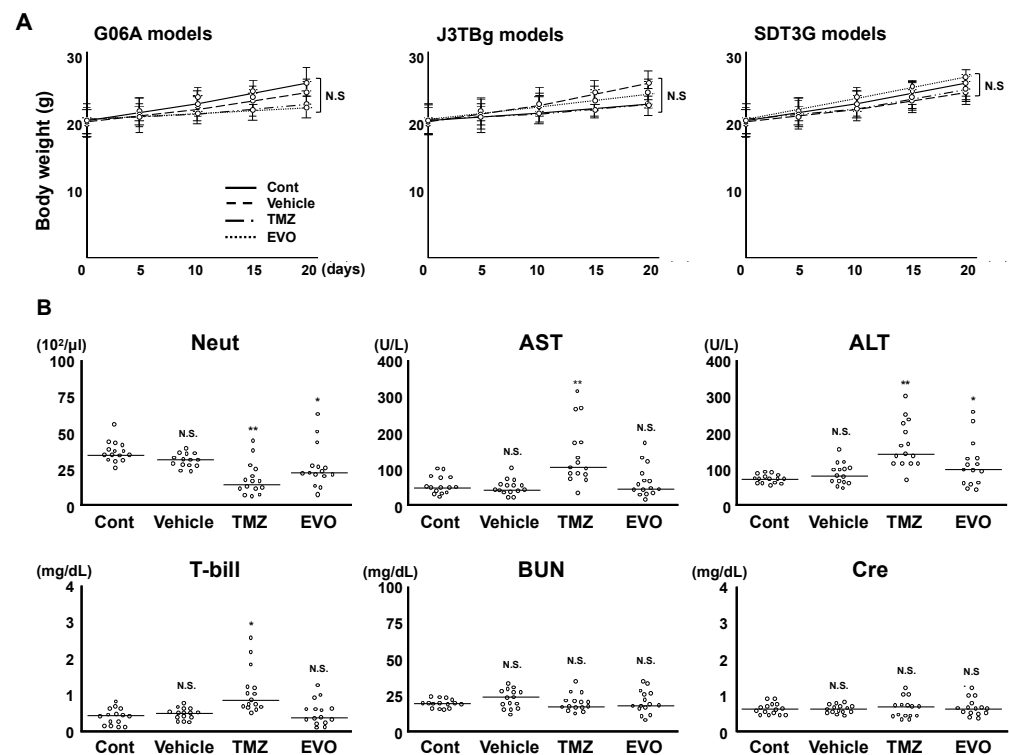 A
G06A models
J3TBg models
SDT3G models
Body weight (g)
30
20
10
0 5 10 15 20 (days)
N.S
Cont
Vehicle
TMZ
EVO
30
20
10
0 5 10 15 20
N.S
30
20
10
0 5 10 15 20
N.S
B
Neut
(10²/μl)
100
75
50
25
0
N.S.
**
*
Cont Vehicle TMZ EVO
AST
(U/L)
400
300
200
100
0
N.S.
**
N.S.
Cont Vehicle TMZ EVO
ALT
(U/L)
400
300
200
100
0
N.S.
**
*
Cont Vehicle TMZ EVO
T-bill
(mg/dL)
4
3
2
1
0
N.S.
*
N.S.
Cont Vehicle TMZ EVO
BUN
(mg/dL)
100
75
50
25
0
N.S.
N.S.
N.S.
Cont Vehicle TMZ EVO
Cre
(mg/dL)
4
3
2
1
0
N.S.
N.S.
N.S
Cont Vehicle TMZ EVO